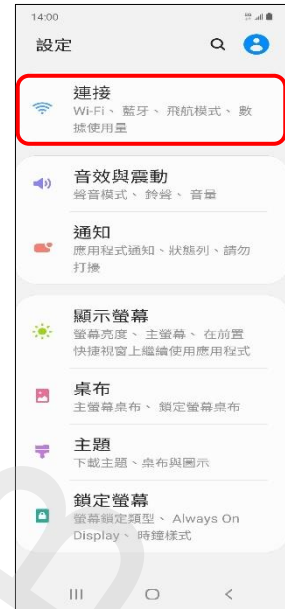 14:00
設定
連接
Wi-Fi、 藍牙、 飛航模式、 數
據使用量
音效與震動
聲音模式、 鈴聲、 音量
通知
應用程式通知、狀態列、請勿
打擾
顯示螢幕
螢幕亮度、 主螢幕、 在前置
快捷視窗上繼續使用應用程式
桌布
主螢幕桌布、 鎖定螢幕桌布
主題
下載主題、桌布與圖示
鎖定螢幕
螢幕鎖定類型、 Always On
Display、 時鐘樣式